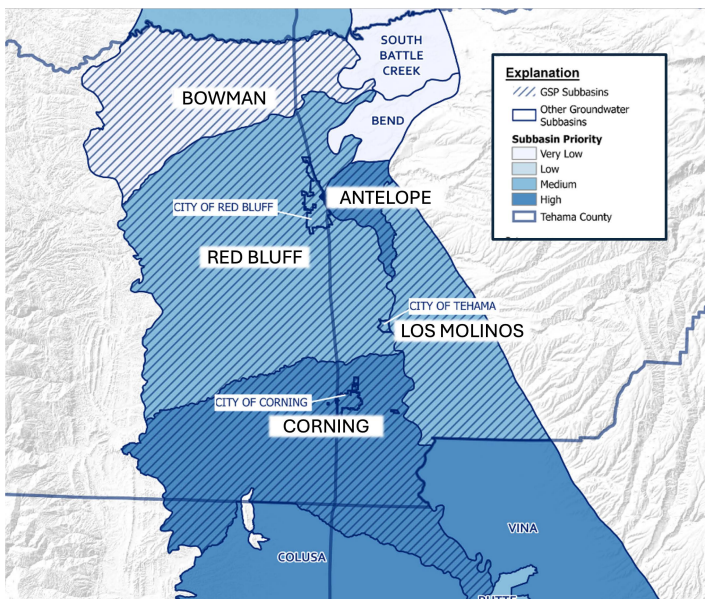 SOUTH
BATTLE
CREEK
BOWMAN
BEND
ANTELOPE
CITY OF RED BLUFF
RED BLUFF
CITY OF TEHAMA
LOS MOLINOS
CITY OF CORNING
CORNING
VINA
COLUSA
BUTTE
Explanation
GSP Subbasins
Other Groundwater
Subbasins
Subbasin Priority
Very Low
Low
Medium
High
Tehama County